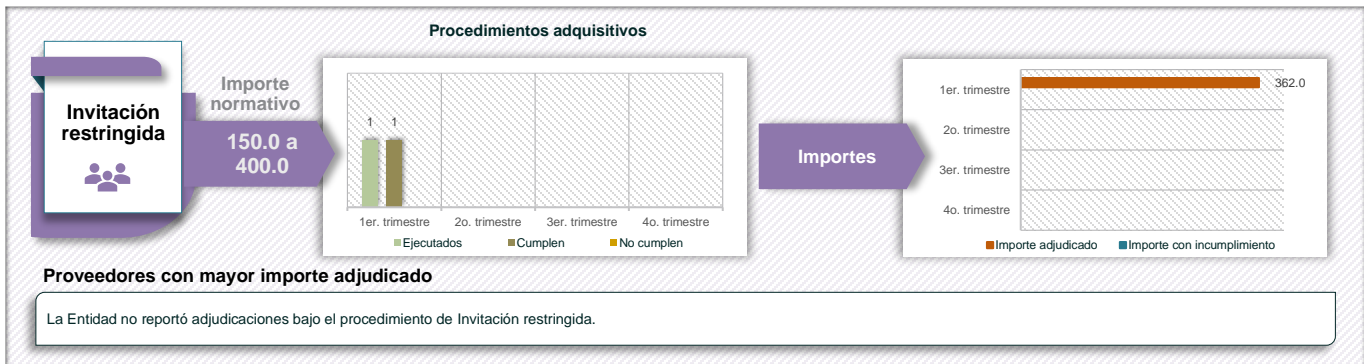 Procedimientos adquisitivos
Invitación
restringida
Importe
normativo
150.0 a
400.0
1
1
1er. trimestre
2o. trimestre
3er. trimestre
4o. trimestre
Ejecutados
Cumplen
No cumplen
Importes
1er. trimestre
362.0
2o. trimestre
3er. trimestre
4o. trimestre
Importe adjudicado
Importe con incumplimiento
Proveedores con mayor importe adjudicado
La Entidad no reportó adjudicaciones bajo el procedimiento de Invitación restringida.